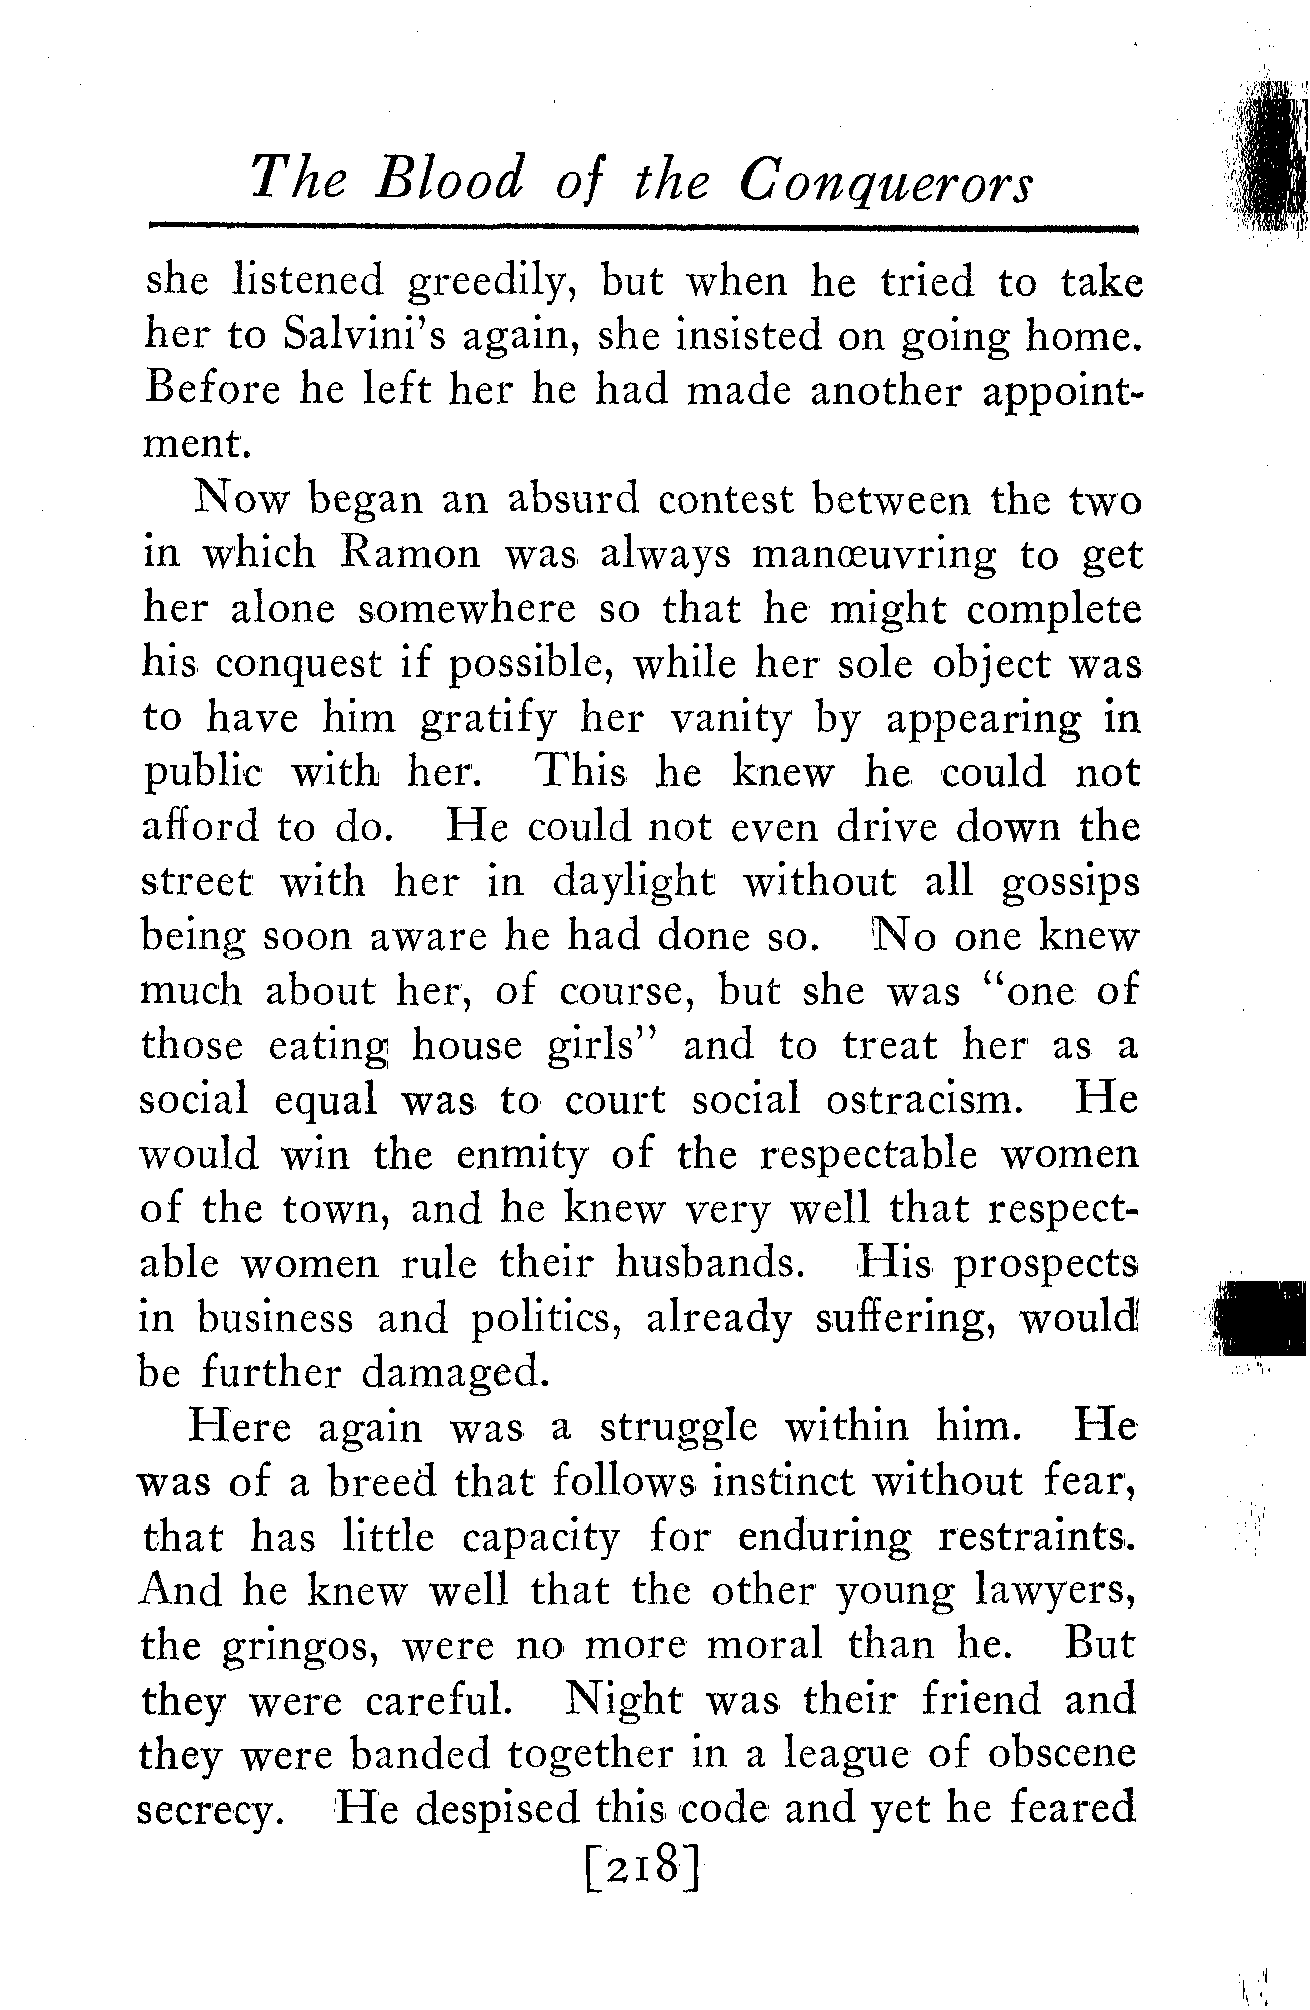 The Blood of the Conquerors
she listened greedily, but when he tried to take
her to Salvini's again, she insisted on going home.
Before he left her he had made another appoint-
ment.
Now began an absurd contest between the two
in which Ramon was always manœuvring to get
her alone somewhere so that he might complete
his conquest if possible, while her sole object was
to have him gratify her vanity by appearing in
public with her. This he knew he could not
afford to do. He could not even drive down the
street with her in daylight without all gossips
being soon aware he had done so. No one knew
much about her, of course, but she was "one of
those eating house girls" and to treat her as a
social equal was to court social ostracism. He
would win the enmity of the respectable women
of the town, and he knew very well that respect-
able women rule their husbands. His prospects
in business and politics, already suffering, would
be further damaged.
Here again was a struggle within him. He
was of a breed that follows instinct without fear,
that has little capacity for enduring restraints.
And he knew well that the other young lawyers,
the gringos, were no more moral than he. But
they were careful. Night was their friend and
they were banded together in a league of obscene
secrecy. He despised this code and yet he feared
[218]